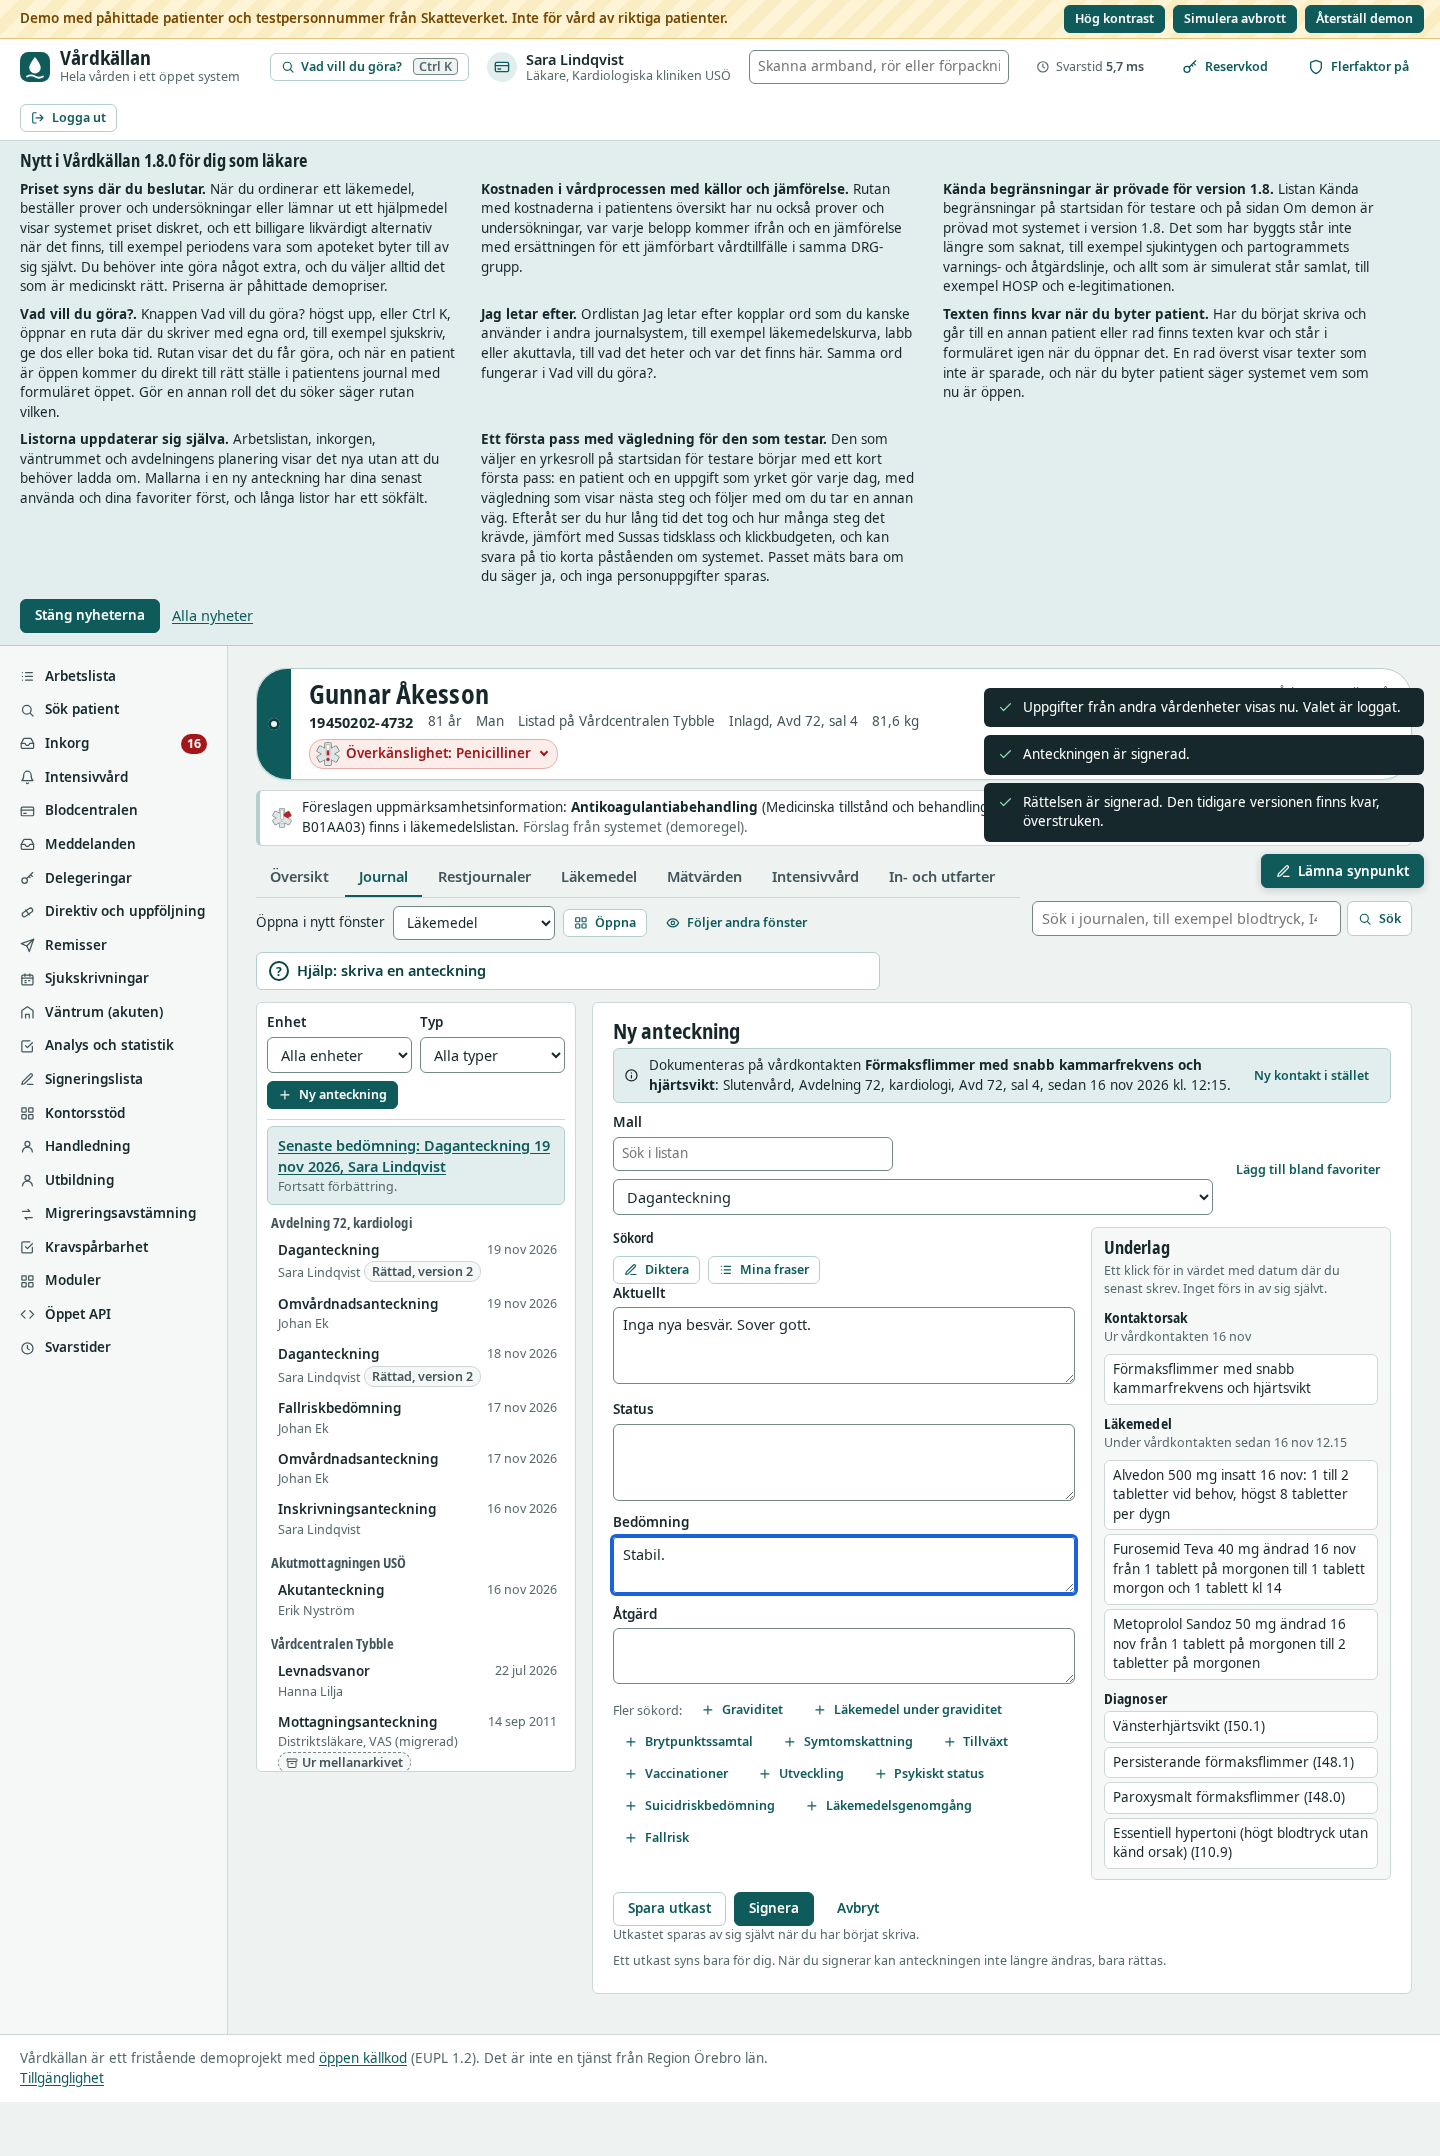 Demo med påhittade patienter och testpersonnummer från Skatteverket. Inte för vård av riktiga patienter.
Hög kontrast
Simulera avbrott
Återställ demon
Vårdkällan
Hela vården i ett öppet system
Vad vill du göra? Ctrl K
Sara Lindqvist
Läkare, Kardiologiska kliniken USÖ
Skanna armband, rör eller förpackni
Svarstid 5,7 ms
Reservkod
Flerfaktor på
Logga ut
Nytt i Vårdkällan 1.8.0 för dig som läkare
Priset syns där du beslutar. När du ordinerar ett läkemedel,
beställer prover och undersökningar eller lämnar ut ett hjälpmedel
visar systemet priset diskret, och ett billigare likvärdigt alternativ
när det finns, till exempel periodens vara som apoteket byter till av
sig självt. Du behöver inte göra något extra, och du väljer alltid det
som är medicinskt rätt. Priserna är påhittade demopriser.
Kostnaden i vårdprocessen med källor och jämförelse. Rutan
med kostnaderna i patientens översikt har nu också prover och
undersökningar, var varje belopp kommer ifrån och en jämförelse
med ersättningen för ett jämförbart vårdtillfälle i samma DRG-
grupp.
Kända begränsningar är prövade för version 1.8. Listan Kända
begränsningar på startsidan för testare och på sidan Om demon är
prövad mot systemet i version 1.8. Det som har byggts står inte
längre som saknat, till exempel sjukintygen och partogrammets
varnings- och åtgärdslinje, och allt som är simulerat står samlat, till
exempel HOSP och e-legitimationen.
Vad vill du göra?. Knappen Vad vill du göra? högst upp, eller Ctrl K,
öppnar en ruta där du skriver med egna ord, till exempel sjukskriv,
ge dos eller boka tid. Rutan visar det du får göra, och när en patient
är öppen kommer du direkt till rätt ställe i patientens journal med
formuläret öppet. Gör en annan roll det du söker säger rutan
vilken.
Jag letar efter. Ordlistan Jag letar efter kopplar ord som du kanske
använder i andra journalsystem, till exempel läkemedelskurva, labb
eller akuttavla, till vad det heter och var det finns här. Samma ord
fungerar i Vad vill du göra?.
Texten finns kvar när du byter patient. Har du börjat skriva och
går till en annan patient eller rad finns texten kvar och står i
formuläret igen när du öppnar det. En rad överst visar texter som
inte är sparade, och när du byter patient säger systemet vem som
nu är öppen.
Listorna uppdaterar sig själva. Arbetslistan, inkorgen,
väntrummet och avdelningens planering visar det nya utan att du
behöver ladda om. Mallarna i en ny anteckning har dina senast
använda och dina favoriter först, och långa listor har ett sökfält.
Ett första pass med vägledning för den som testar. Den som
väljer en yrkesroll på startsidan för testare börjar med ett kort
första pass: en patient och en uppgift som yrket gör varje dag, med
vägledning som visar nästa steg och följer med om du tar en annan
väg. Efteråt ser du hur lång tid det tog och hur många steg det
krävde, jämfört med Sussas tidsklass och klickbudgeten, och kan
svara på tio korta påståenden om systemet. Passet mäts bara om
du säger ja, och inga personuppgifter sparas.
Stäng nyheterna
Alla nyheter
Arbetslista
Sök patient
Inkorg 16
Intensivvård
Blodcentralen
Meddelanden
Delegeringar
Direktiv och uppföljning
Remisser
Sjukskrivningar
Väntrum (akuten)
Analys och statistik
Signeringslista
Kontorsstöd
Handledning
Utbildning
Migreringsavstämning
Kravspårbarhet
Moduler
Öppet API
Svarstider
Gunnar Åkesson
19450202-4732 81 år Man Listad på Vårdcentralen Tybble Inlagd, Avd 72, sal 4 81,6 kg
Överkänslighet: Penicilliner
Föreslagen uppmärksamhetsinformation: Antikoagulantiabehandling (Medicinska tillstånd och behandling
B01AA03) finns i läkemedelslistan. Förslag från systemet (demoregel).
Uppgifter från andra vårdenheter visas nu. Valet är loggat.
Anteckningen är signerad.
Rättelsen är signerad. Den tidigare versionen finns kvar,
överstruken.
Lämna synpunkt
Översikt
Journal
Restjournaler
Läkemedel
Mätvärden
Intensivvård
In- och utfarter
Öppna i nytt fönster
Läkemedel
Öppna
Följer andra fönster
Sök i journalen, till exempel blodtryck, I4
Sök
? Hjälp: skriva en anteckning
Enhet
Typ
Alla enheter
Alla typer
Ny anteckning
Senaste bedömning: Daganteckning 19
nov 2026, Sara Lindqvist
Fortsatt förbättring.
Avdelning 72, kardiologi
Daganteckning 19 nov 2026
Sara Lindqvist Rättad, version 2
Omvårdnadsanteckning 19 nov 2026
Johan Ek
Daganteckning 18 nov 2026
Sara Lindqvist Rättad, version 2
Fallriskbedömning 17 nov 2026
Johan Ek
Omvårdnadsanteckning 17 nov 2026
Johan Ek
Inskrivningsanteckning 16 nov 2026
Sara Lindqvist
Akutmottagningen USÖ
Akutanteckning 16 nov 2026
Erik Nyström
Vårdcentralen Tybble
Levnadsvanor 22 jul 2026
Hanna Lilja
Mottagningsanteckning 14 sep 2011
Distriktsläkare, VAS (migrerad)
Ur mellanarkivet
Ny anteckning
Dokumenteras på vårdkontakten Förmaksflimmer med snabb kammarfrekvens och
hjärtsvikt: Slutenvård, Avdelning 72, kardiologi, Avd 72, sal 4, sedan 16 nov 2026 kl. 12:15.
Ny kontakt i stället
Mall
Sök i listan
Daganteckning
Lägg till bland favoriter
Sökord
Diktera
Mina fraser
Aktuellt
Inga nya besvär. Sover gott.
Status
Bedömning
Stabil.
Åtgärd
Fler sökord:
Graviditet
Läkemedel under graviditet
Brytpunktssamtal
Symtomskattning
Tillväxt
Vaccinationer
Utveckling
Psykiskt status
Suicidriskbedömning
Läkemedelsgenomgång
Fallrisk
Underlag
Ett klick för in värdet med datum där du
senast skrev. Inget förs in av sig självt.
Kontaktorsak
Ur vårdkontakten 16 nov
Förmaksflimmer med snabb
kammarfrekvens och hjärtsvikt
Läkemedel
Under vårdkontakten sedan 16 nov 12.15
Alvedon 500 mg insatt 16 nov: 1 till 2
tabletter vid behov, högst 8 tabletter
per dygn
Furosemid Teva 40 mg ändrad 16 nov
från 1 tablett på morgonen till 1 tablett
morgon och 1 tablett kl 14
Metoprolol Sandoz 50 mg ändrad 16
nov från 1 tablett på morgonen till 2
tabletter på morgonen
Diagnoser
Vänsterhjärtsvikt (I50.1)
Persisterande förmaksflimmer (I48.1)
Paroxysmalt förmaksflimmer (I48.0)
Essentiell hypertoni (högt blodtryck utan
känd orsak) (I10.9)
Spara utkast
Signera
Avbryt
Utkastet sparas av sig självt när du har börjat skriva.
Ett utkast syns bara för dig. När du signerar kan anteckningen inte längre ändras, bara rättas.
Vårdkällan är ett fristående demoprojekt med öppen källkod (EUPL 1.2). Det är inte en tjänst från Region Örebro län.
Tillgänglighet